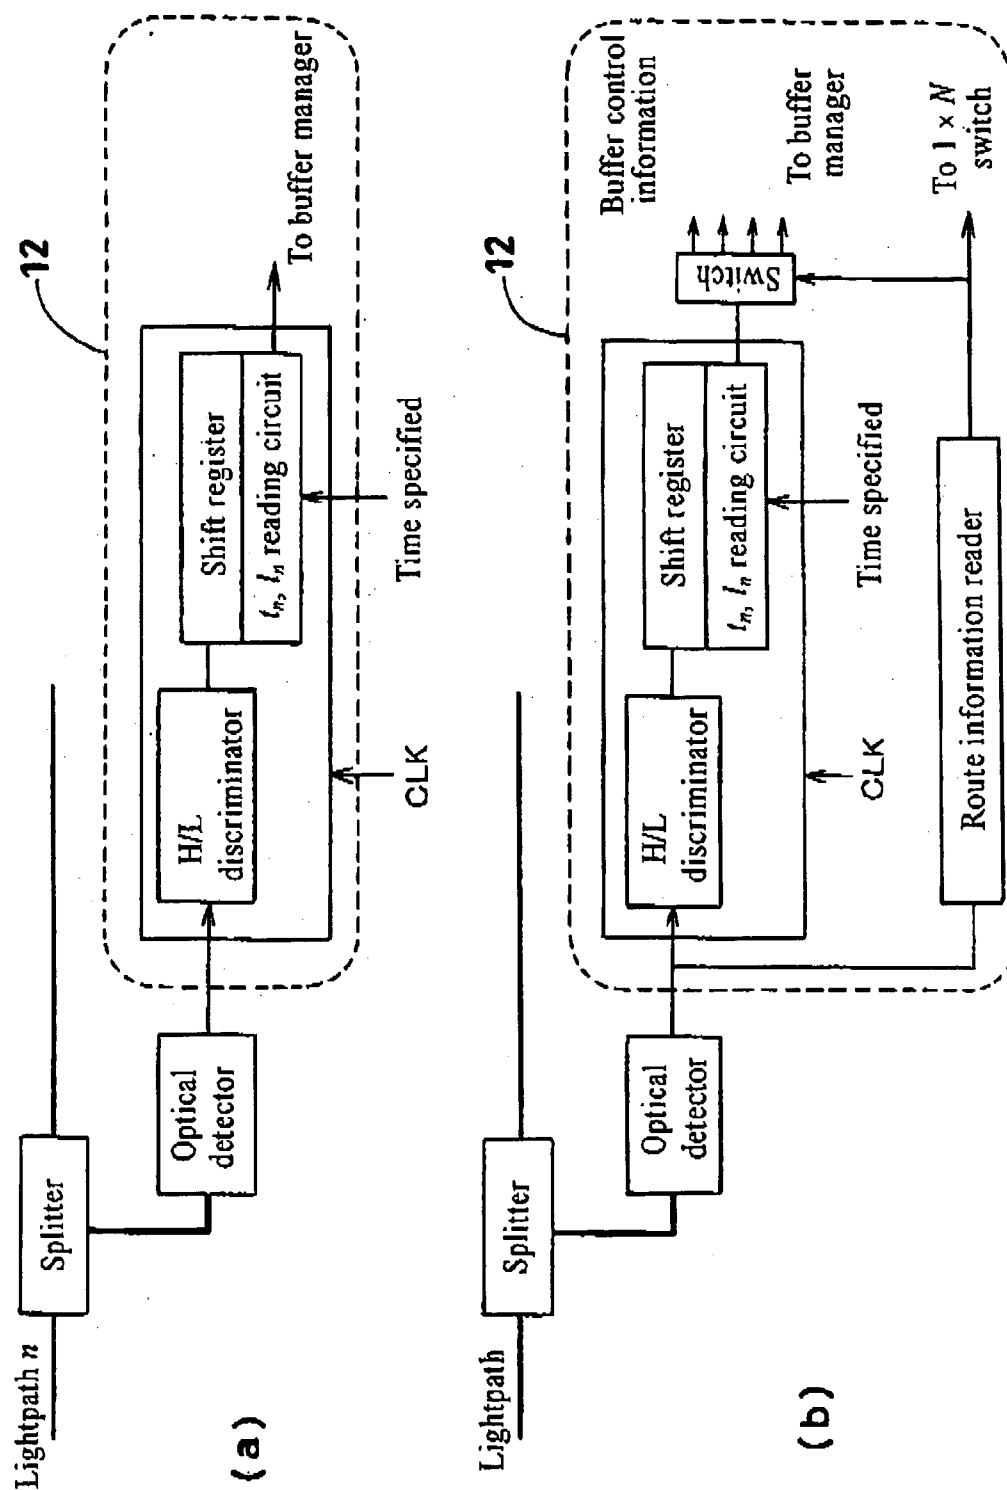 Lightpath n
Splitter
Optical
detector
H/L
discriminator
Shift register
tn, ln reading circuit
CLK
Time specified
To buffer manager
12
(a)
Lightpath
Splitter
Optical
detector
H/L
discriminator
Shift register
tn, ln reading circuit
CLK
Time specified
Switch
Buffer control
information
To buffer
manager
12
Route information reader
To 1 × N
switch
(b)